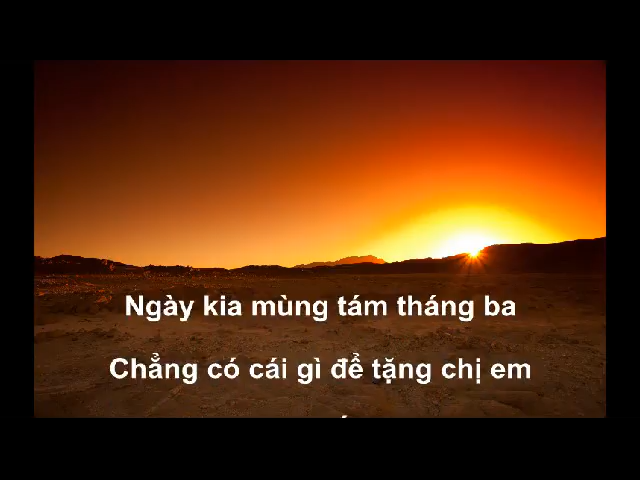 Ngày kia mùng tám tháng ba
Chẳng có cái gì để tặng chị em